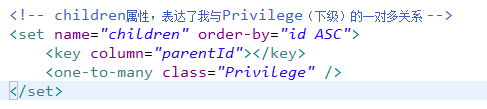 <!-- children属性，表达了我与Privilege（下级）的一对多关系 -->
<set name="children" order-by="id ASC">
<key column="parentId"></key>
<one-to-many class="Privilege" />
</set>